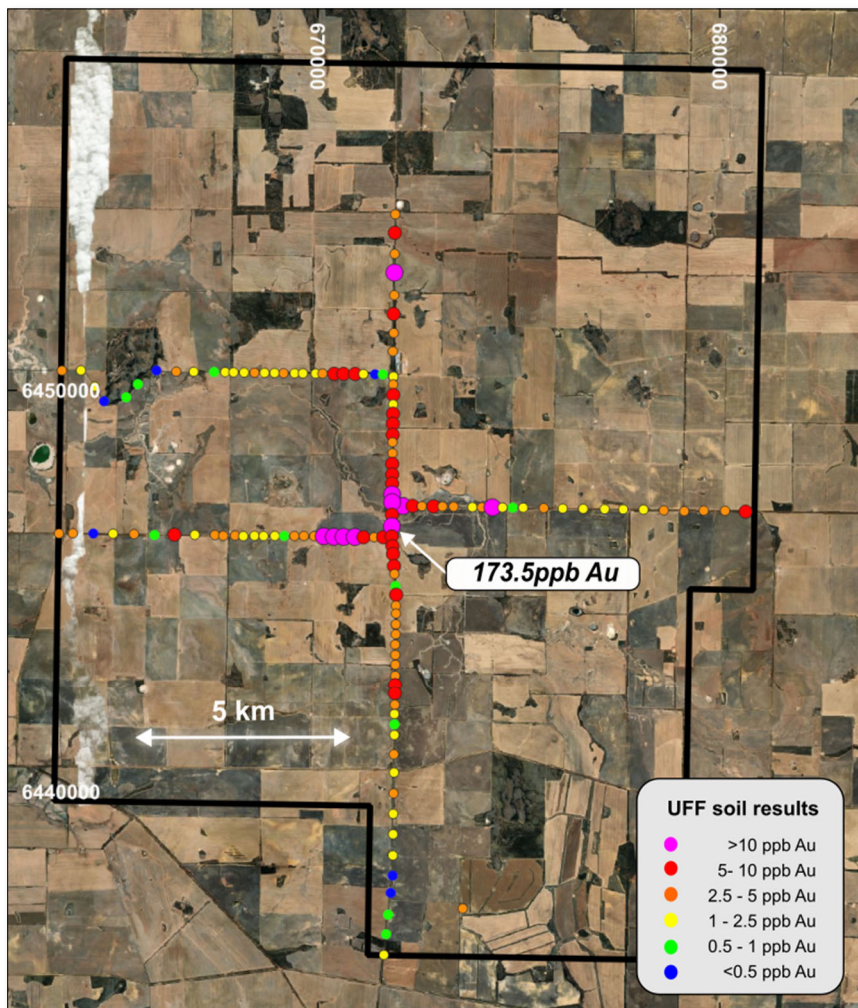 670000
680000
6450000
173.5ppb Au
5 km
6440000
UFF soil results
>10 ppb Au
5- 10 ppb Au
2.5 - 5 ppb Au
1 - 2.5 ppb Au
0.5 - 1 ppb Au
<0.5 ppb Au